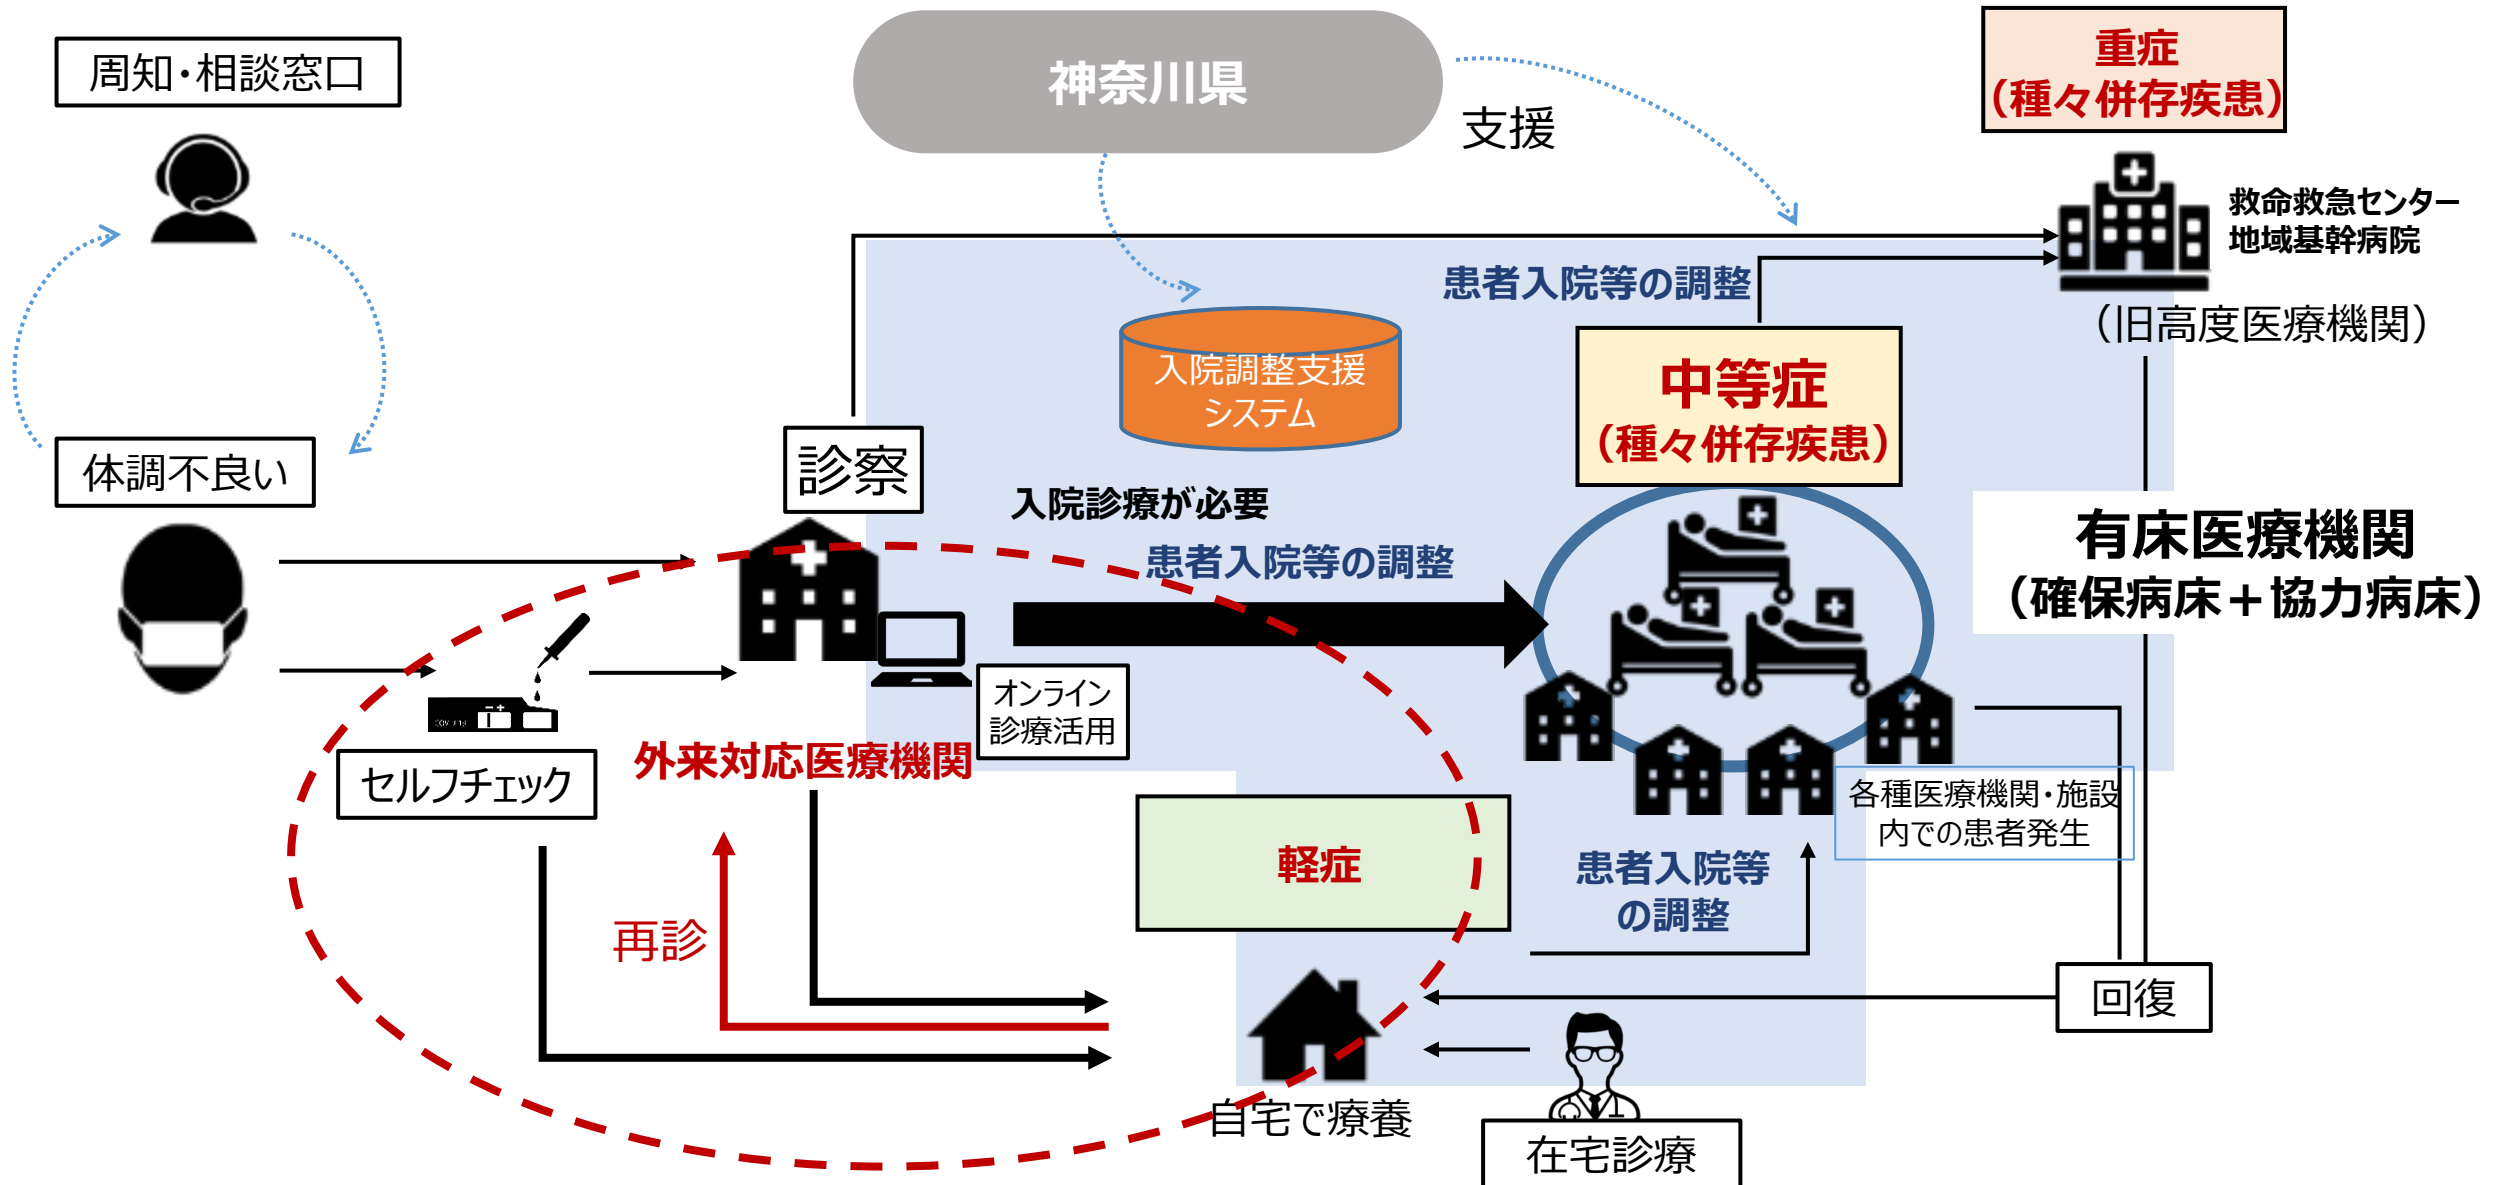 周知・相談窓口
神奈川県
支援
重症
（種々併存疾患）
救命救急センター
地域基幹病院
（旧高度医療機関）
患者入院等の調整
入院調整支援
システム
中等症
（種々併存疾患）
体調不良い
診察
入院診療が必要
患者入院等の調整
有床医療機関
（確保病床＋協力病床）
オンライン
診療活用
外来対応医療機関
セルフチェック
各種医療機関・施設
内での患者発生
軽症
患者入院等
の調整
再診
回復
自宅で療養
在宅診療